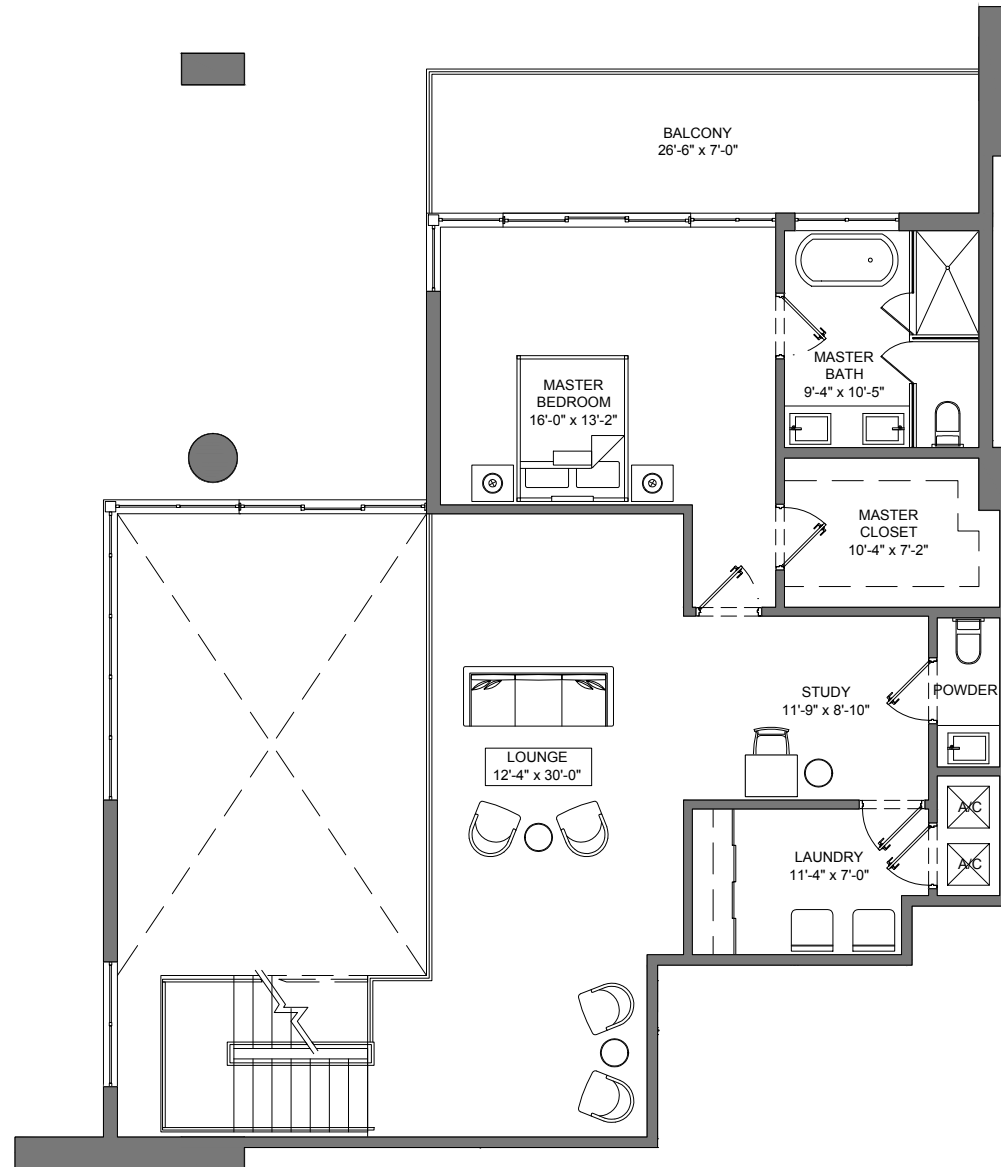 BALCONY
26'-6" x 7'-0"
MASTER
BATH
9'-4" x 10'-5"
MASTER
BEDROOM
16'-0" x 13'-2"
MASTER
CLOSET
10'-4" x 7'-2"
STUDY
11'-9" x 8'-10"
POWDER
LOUNGE
12'-4" x 30'-0"
A/C
LAUNDRY
11'-4" x 7'-0"
A/C